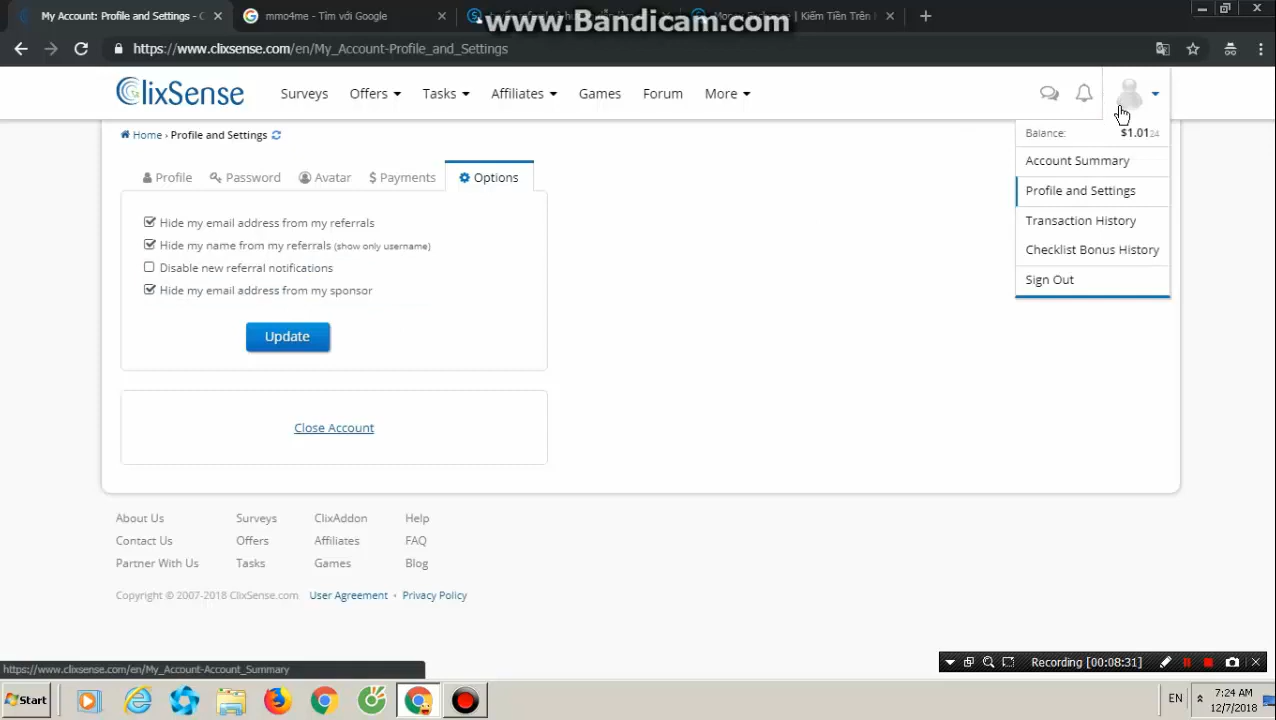 My Account: Profile and Settings - C
mmo4me - Tìm với Google
Kiếm Tiền Trên
www.Bandicam.com
https://www.clixsense.com/en/My_Account-Profile_and_Settings
ClixSense
Surveys
Offers
Tasks
Affiliates
Games
Forum
More
Balance: $1.0124
Home › Profile and Settings
Account Summary
Profile and Settings
Transaction History
Checklist Bonus History
Sign Out
Profile
Password
Avatar
$ Payments
Options
Hide my email address from my referrals
Hide my name from my referrals (show only username)
Disable new referral notifications
Hide my email address from my sponsor
Update
Close Account
About Us Surveys ClixAddon Help
Contact Us Offers Affiliates FAQ
Partner With Us Tasks Games Blog
Copyright © 2007-2018 ClixSense.com User Agreement • Privacy Policy
https://www.clixsense.com/en/My_Account-Account_Summary
Recording [00:08:31]
Start
EN
7:24 AM
12/7/2018